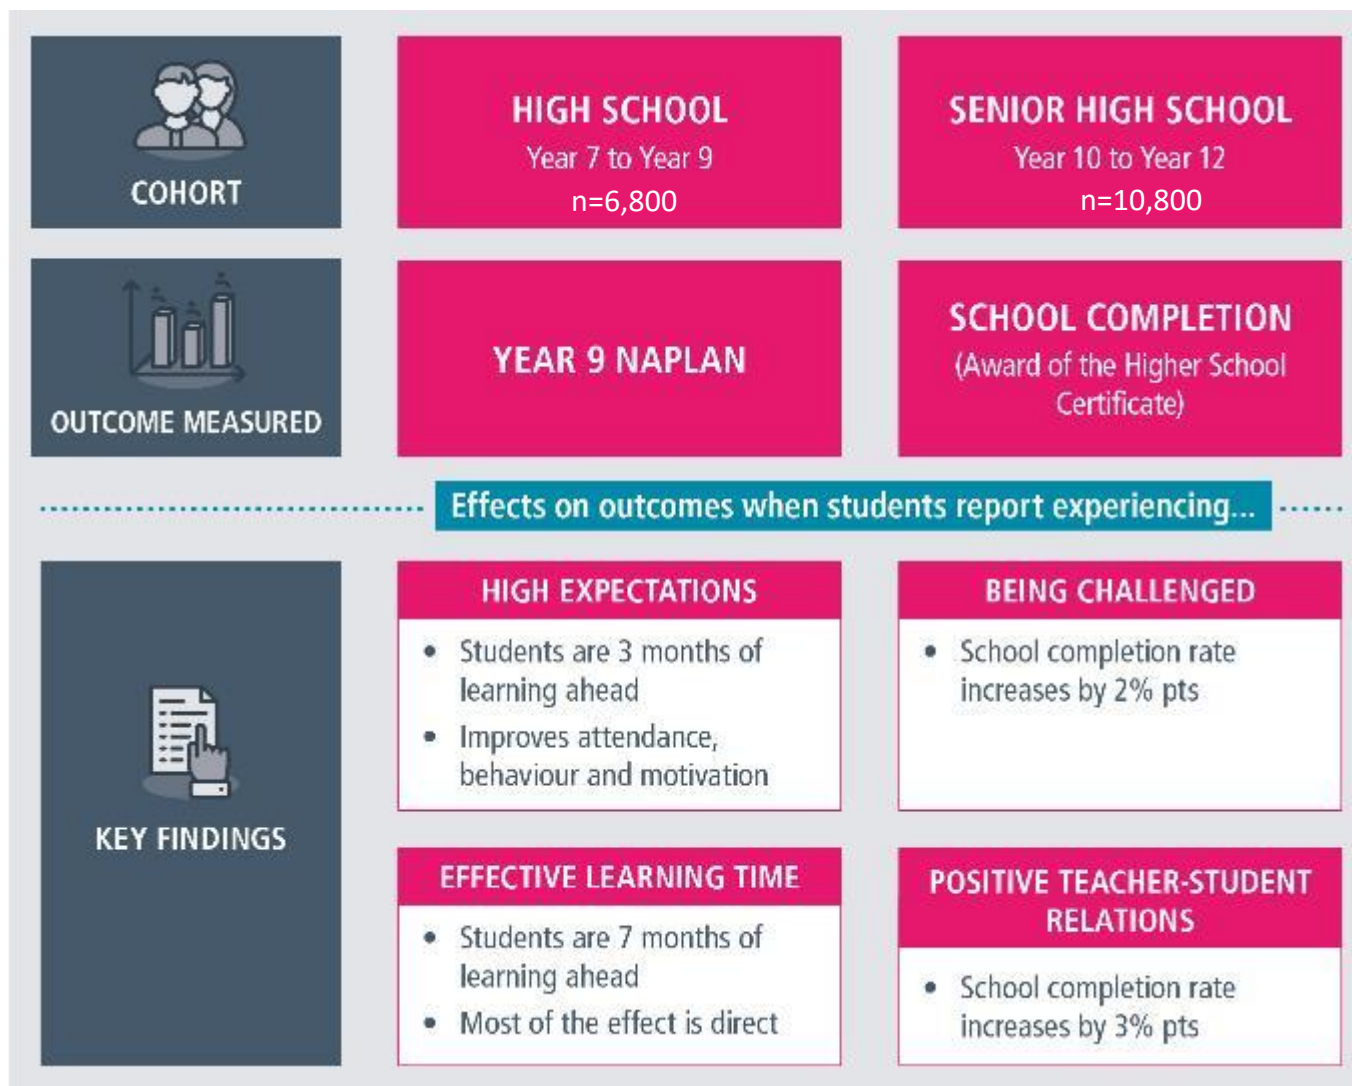 COHORT
HIGH SCHOOL
Year 7 to Year 9
n=6,800
SENIOR HIGH SCHOOL
Year 10 to Year 12
n=10,800
OUTCOME MEASURED
YEAR 9 NAPLAN
SCHOOL COMPLETION
(Award of the Higher School
Certificate)
Effects on outcomes when students report experiencing...
KEY FINDINGS
HIGH EXPECTATIONS
• Students are 3 months of
learning ahead
• Improves attendance,
behaviour and motivation
BEING CHALLENGED
• School completion rate
increases by 2% pts
EFFECTIVE LEARNING TIME
• Students are 7 months of
learning ahead
• Most of the effect is direct
POSITIVE TEACHER-STUDENT
RELATIONS
• School completion rate
increases by 3% pts